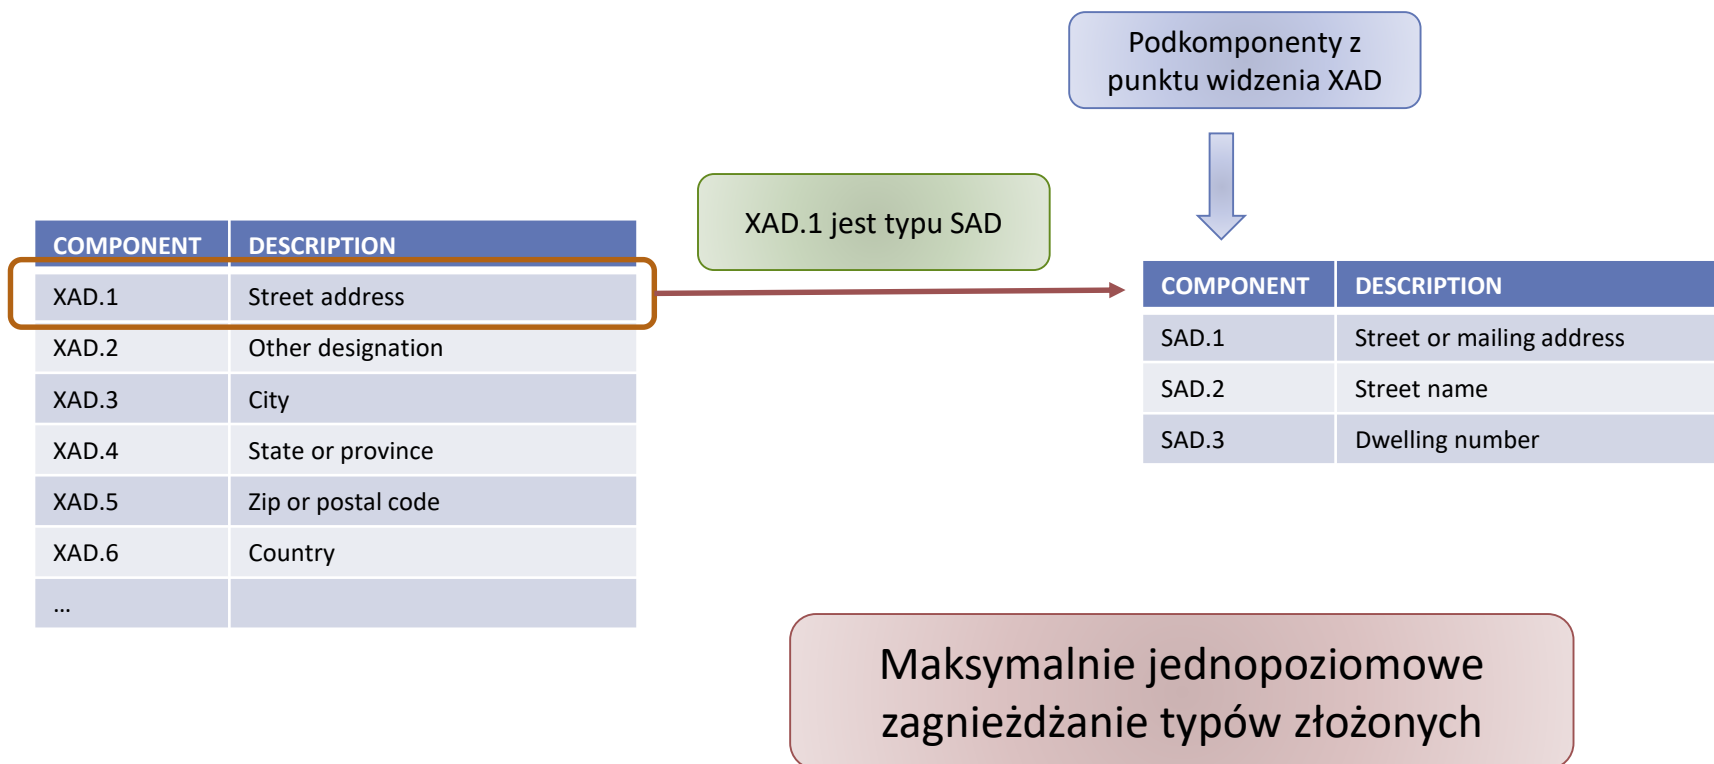 Podkomponenty z
punktu widzenia XAD
XAD.1 jest typu SAD
COMPONENT DESCRIPTION
XAD.1 Street address
XAD.2 Other designation
XAD.3 City
XAD.4 State or province
XAD.5 Zip or postal code
XAD.6 Country
...
COMPONENT DESCRIPTION
SAD.1 Street or mailing address
SAD.2 Street name
SAD.3 Dwelling number
Maksymalnie jednopoziomowe
zagnieżdżanie typów złożonych